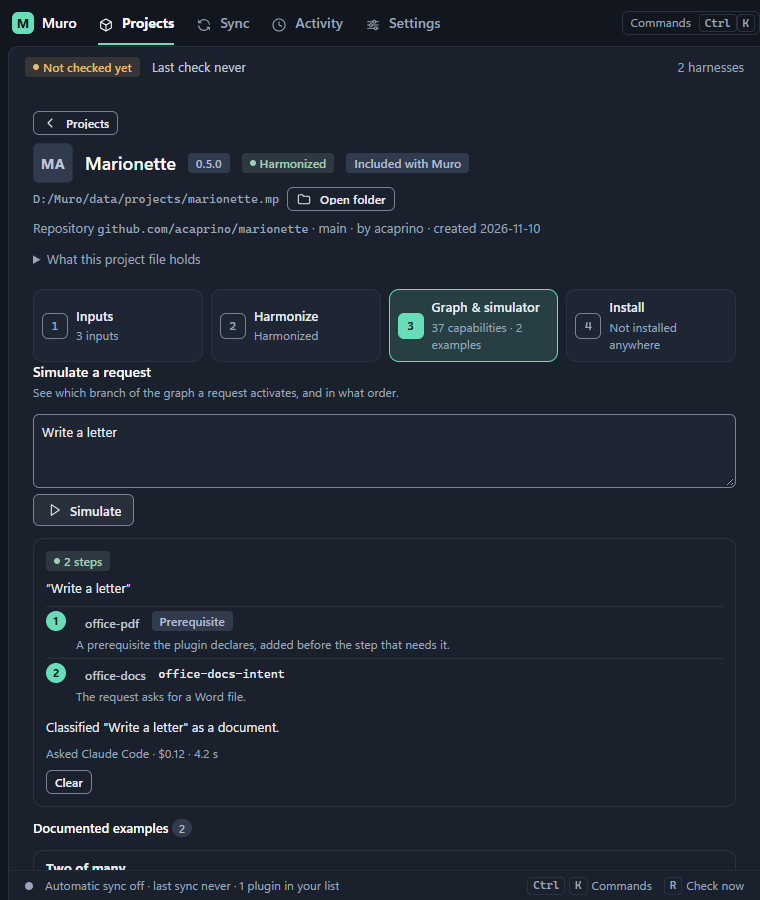 M Muro Projects Sync Activity Settings Commands Ctrl K
Not checked yet Last check never 2 harnesses
Projects
MA Marionette 0.5.0 Harmonized Included with Muro
D:/Muro/data/projects/marionette.mp Open folder
Repository github.com/acaprino/marionette · main · by acaprino · created 2026-11-10
What this project file holds
1 Inputs
3 inputs
2 Harmonize
Harmonized
3 Graph & simulator
37 capabilities · 2
examples
4 Install
Not installed
anywhere
Simulate a request
See which branch of the graph a request activates, and in what order.
Write a letter
Simulate
2 steps
“Write a letter”
1 office-pdf Prerequisite
A prerequisite the plugin declares, added before the step that needs it.
2 office-docs office-docs-intent
The request asks for a Word file.
Classified "Write a letter" as a document.
Asked Claude Code · $0.12 · 4.2 s
Clear
Documented examples 2
Two of many
Automatic sync off · last sync never · 1 plugin in your list Ctrl K Commands R Check now